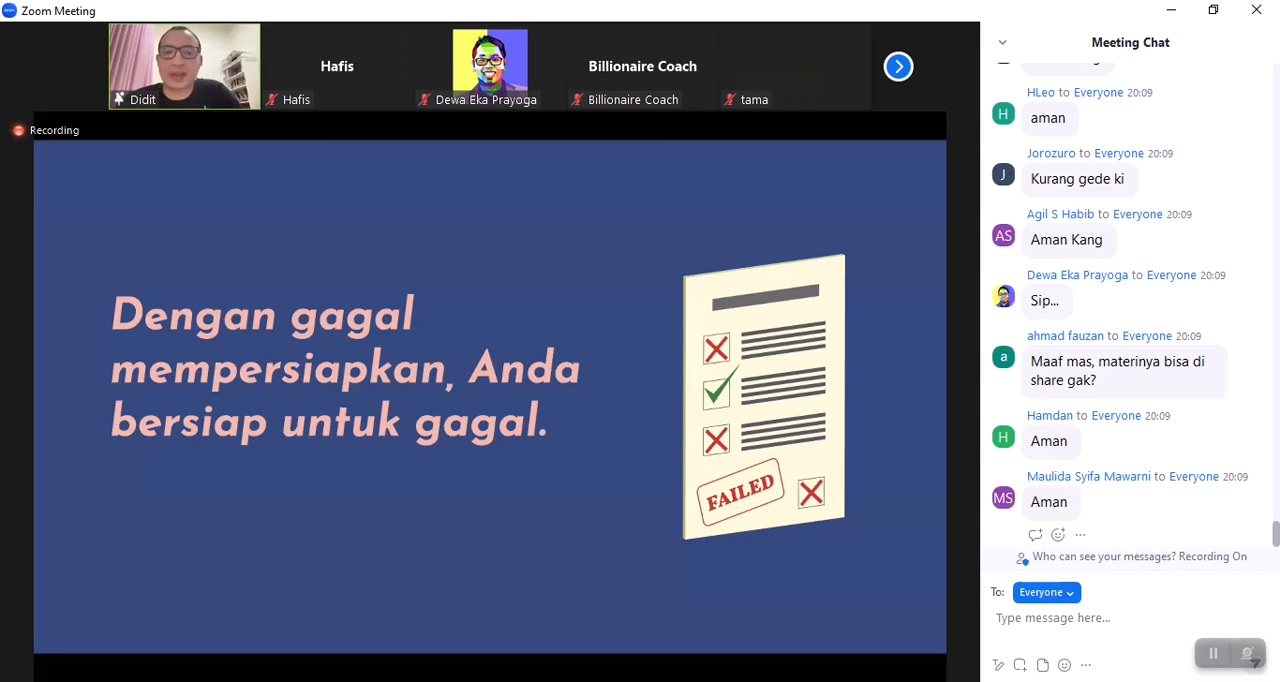 Zoom Meeting
Didit
Hafis
Hafis
Dewa Eka Prayoga
Billionaire Coach
Billionaire Coach
tama
Recording
Dengan gagal
mempersiapkan, Anda
bersiap untuk gagal.
FAILED
Meeting Chat
HLeo to Everyone 20:09
H
aman
Jorozuro to Everyone 20:09
J
Kurang gede ki
Agil S Habib to Everyone 20:09
AS
Aman Kang
Dewa Eka Prayoga to Everyone 20:09
Sip...
ahmad fauzan to Everyone 20:09
a
Maaf mas, materinya bisa di
share gak?
Hamdan to Everyone 20:09
H
Aman
Maulida Syifa Mawarni to Everyone 20:09
MS
Aman
Who can see your messages? Recording On
To: Everyone
Type message here...